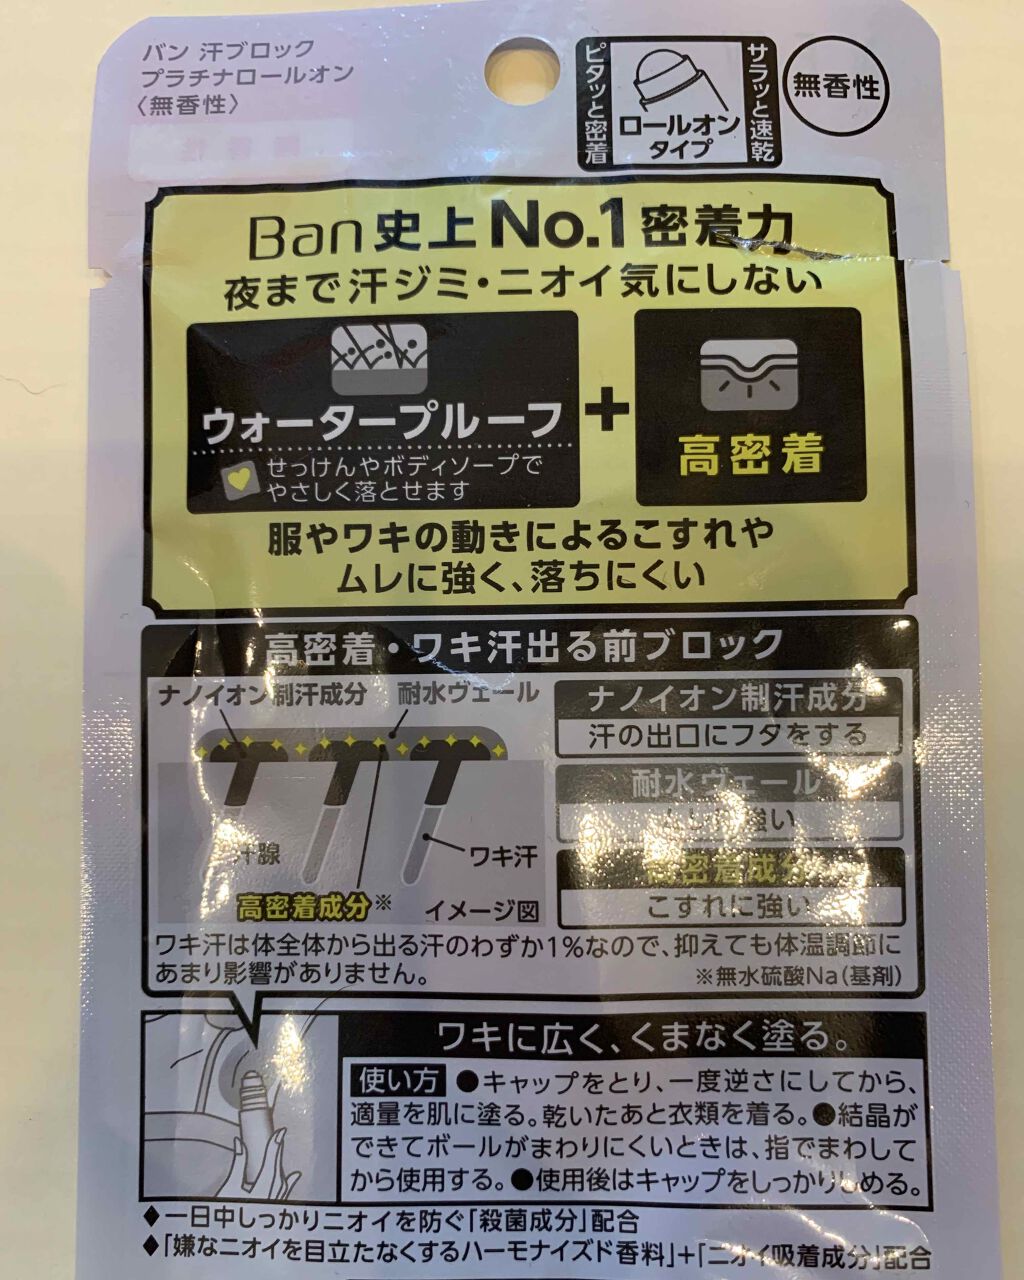 バン 汗ブロック
プラチナロールオン
〈無香性〉
ピタッと密着
ロールオン
タイプ
サラッと速乾
無香性
Ban史上No.1密着力
夜まで汗ジミ・ニオイ気にしない
ウォータープルーフ
せっけんやボディソープで
やさしく落とせます
+
高密着
服やワキの動きによるこすれや
ムレに強く、落ちにくい
高密着・ワキ汗出る前ブロック
ナノイオン制汗成分 耐水ヴェール
汗腺
ワキ汗
高密着成分※ イメージ図
ナノイオン制汗成分
汗の出口にフタをする
耐水ヴェール
ムレに強い
高密着成分
こすれに強い
ワキ汗は体全体から出る汗のわずか1%なので、抑えても体温調節に
あまり影響がありません。 ※無水硫酸Na(基剤)
ワキに広く、くまなく塗る。
使い方 ●キャップをとり、一度逆さにしてから、
適量を肌に塗る。乾いたあと衣類を着る。●結晶が
できてボールがまわりにくいときは、指でまわして
から使用する。●使用後はキャップをしっかりしめる。
♦一日中しっかりニオイを防ぐ「殺菌成分」配合
♦「嫌なニオイを目立たなくするハーモナイズド香料」+「ニオイ吸着成分」配合